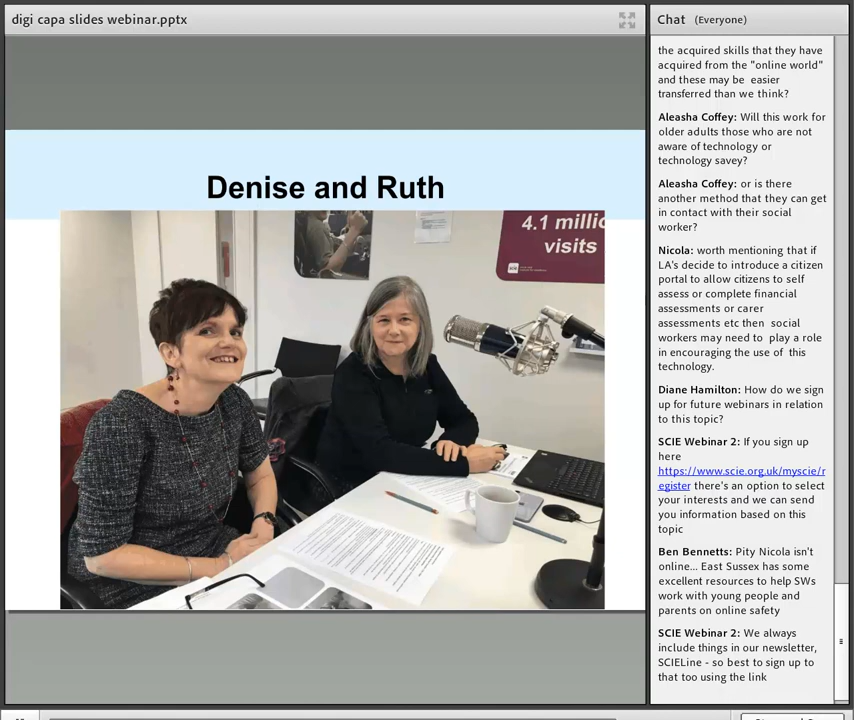 digi capa slides webinar.pptx
Denise and Ruth
4.1 millio
visits
Chat (Everyone)
the acquired skills that they have
acquired from the "online world"
and these may be easier
transferred than we think?
Aleasha Coffey: Will this work for
older adults those who are not
aware of technology or
technology savey?
Aleasha Coffey: or is there
another method that they can get
in contact with their social
worker?
Nicola: worth mentioning that if
LA's decide to introduce a citizen
portal to allow citizens to self
assess or complete financial
assessments or carer
assessments etc then social
workers may need to play a role
in encouraging the use of this
technology.
Diane Hamilton: How do we sign
up for future webinars in relation
to this topic?
SCIE Webinar 2: If you sign up
here
https://www.scie.org.uk/myscie/r
egister there's an option to select
your interests and we can send
you information based on this
topic
Ben Bennetts: Pity Nicola isn't
online... East Sussex has some
excellent resources to help SWs
work with young people and
parents on online safety
SCIE Webinar 2: We always
include things in our newsletter,
SCIELine - so best to sign up to
that too using the link